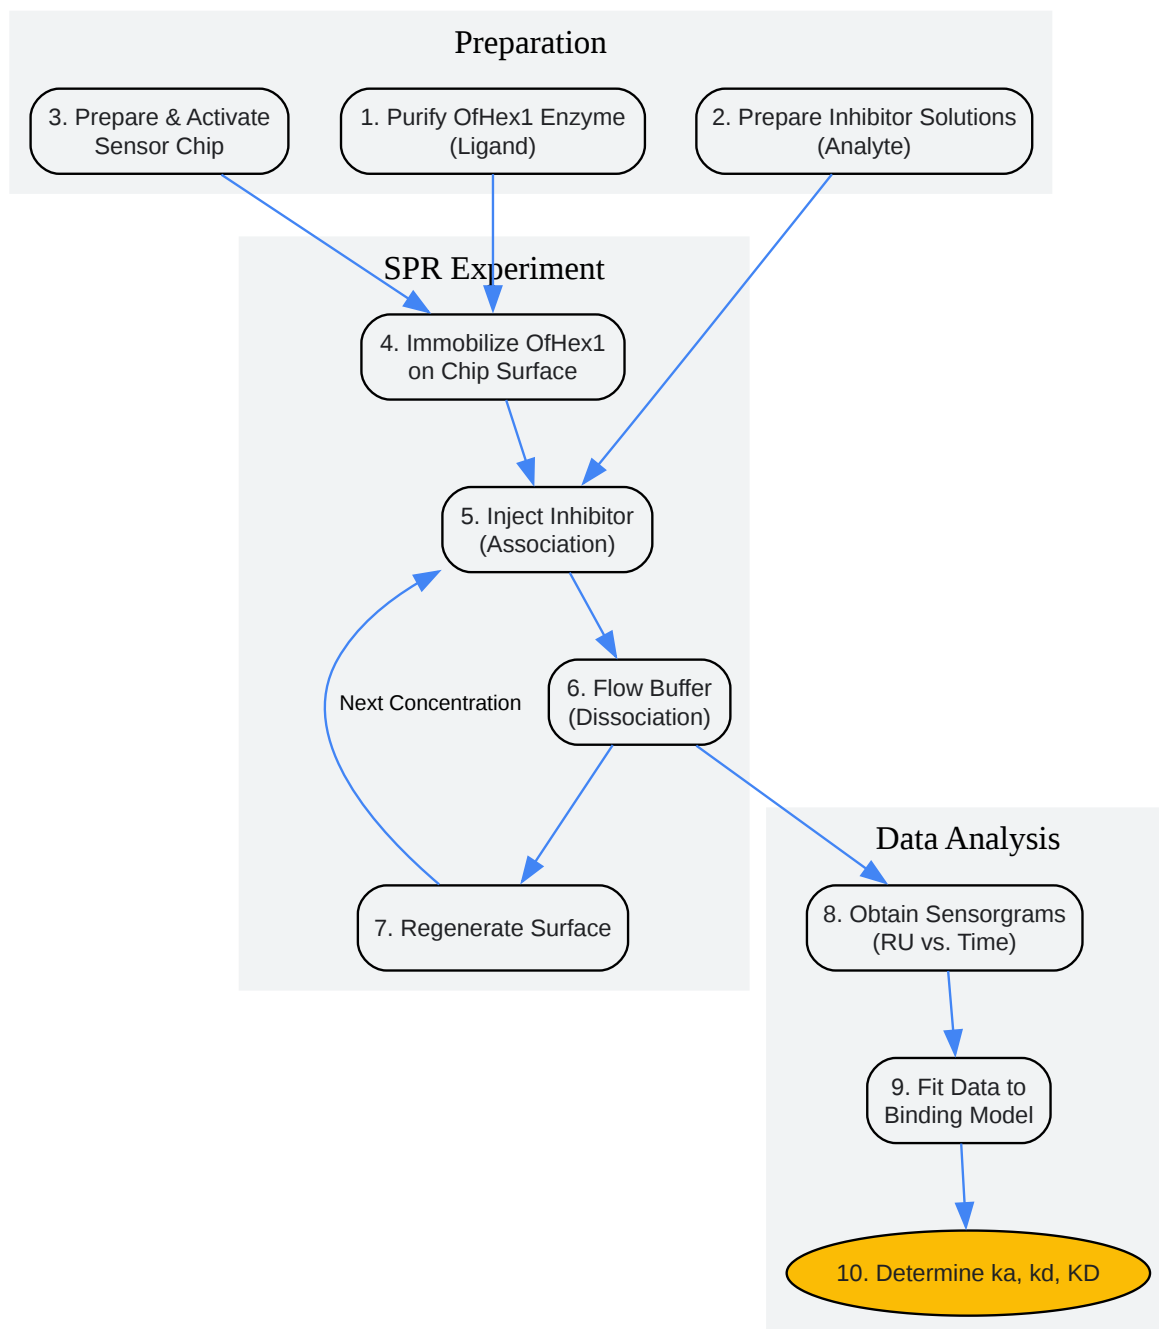 Preparation
3. Prepare & Activate
Sensor Chip
1. Purify OfHex1 Enzyme
(Ligand)
2. Prepare Inhibitor Solutions
(Analyte)
SPR Experiment
4. Immobilize OfHex1
on Chip Surface
5. Inject Inhibitor
(Association)
6. Flow Buffer
(Dissociation)
Next Concentration
7. Regenerate Surface
Data Analysis
8. Obtain Sensorgrams
(RU vs. Time)
9. Fit Data to
Binding Model
10. Determine ka, kd, KD